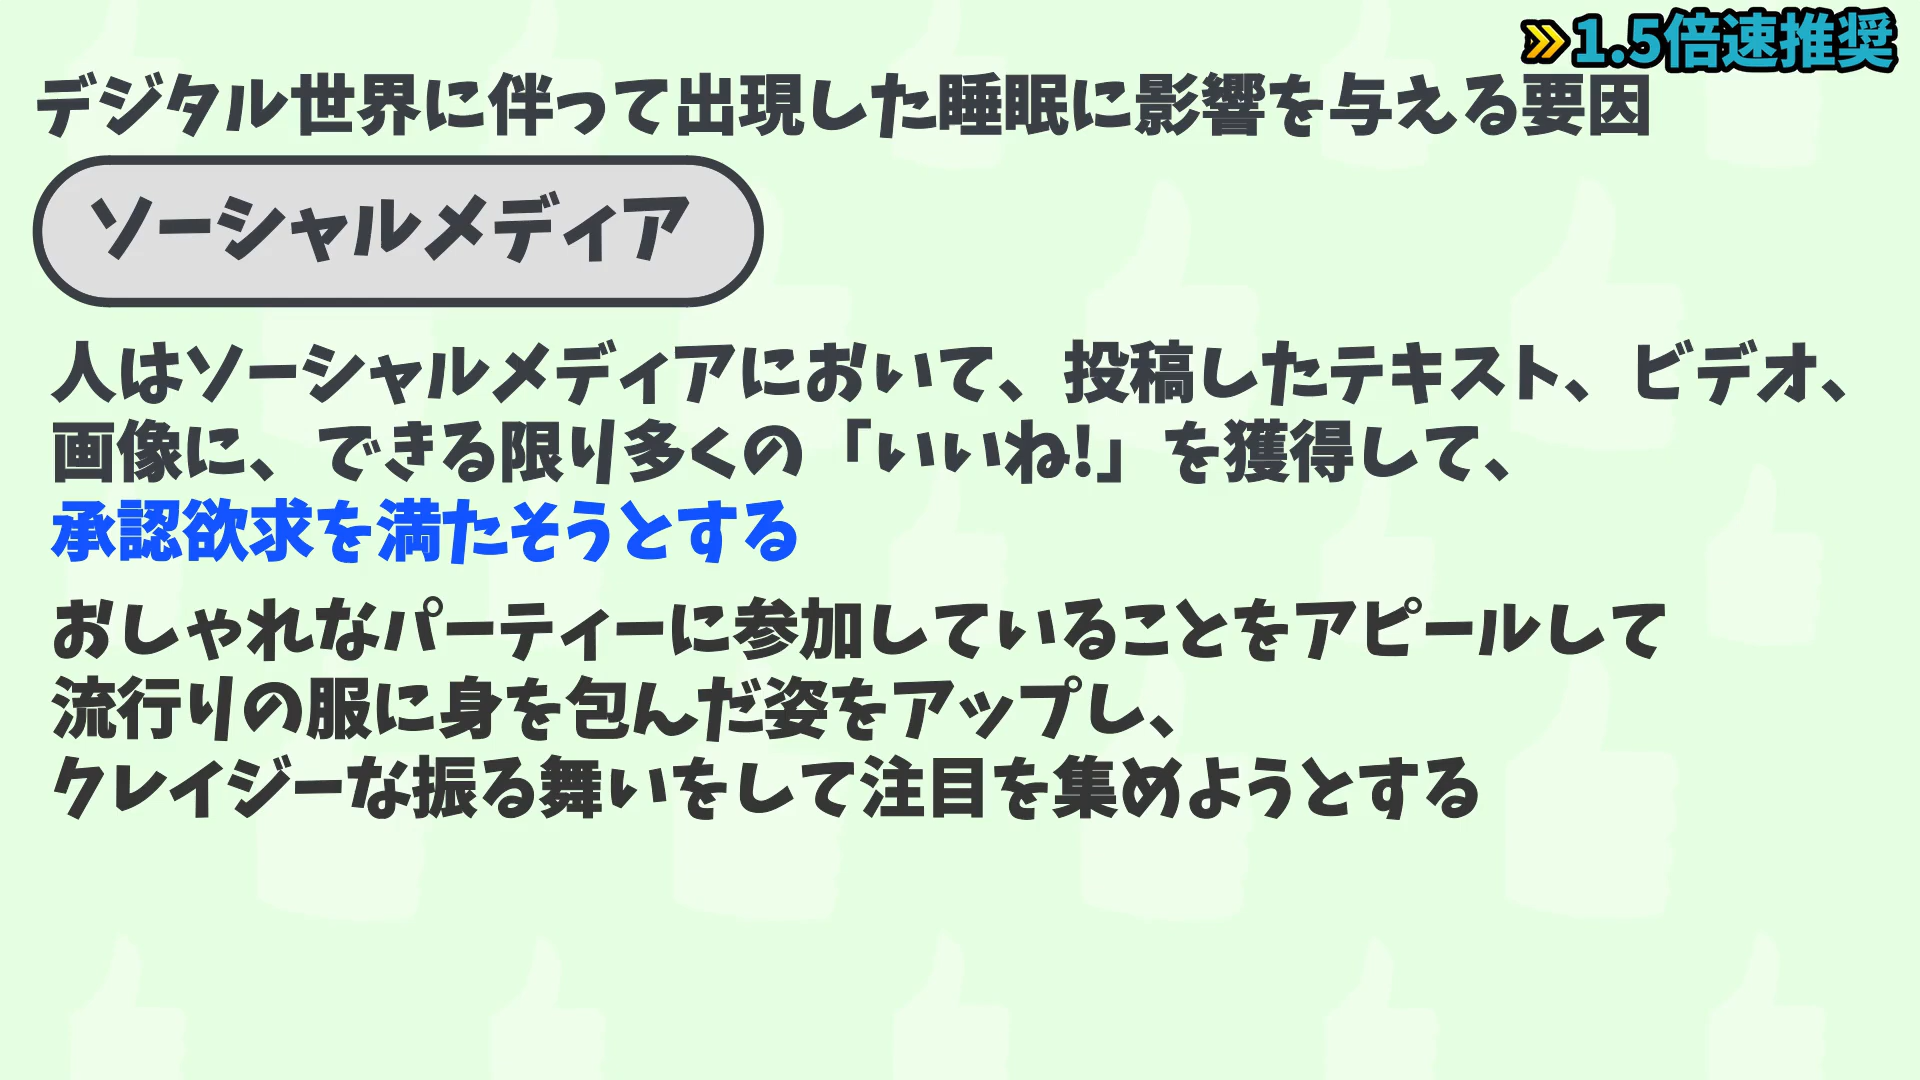 1.5倍速推奨
デジタル世界に伴って出現した睡眠に影響を与える要因
ソーシャルメディア
人はソーシャルメディアにおいて、投稿したテキスト、ビデオ、
画像に、できる限り多くの「いいね!」を獲得して、
承認欲求を満たそうとする
おしゃれなパーティーに参加していることをアピールして
流行りの服に身を包んだ姿をアップし、
クレイジーな振る舞いをして注目を集めようとする